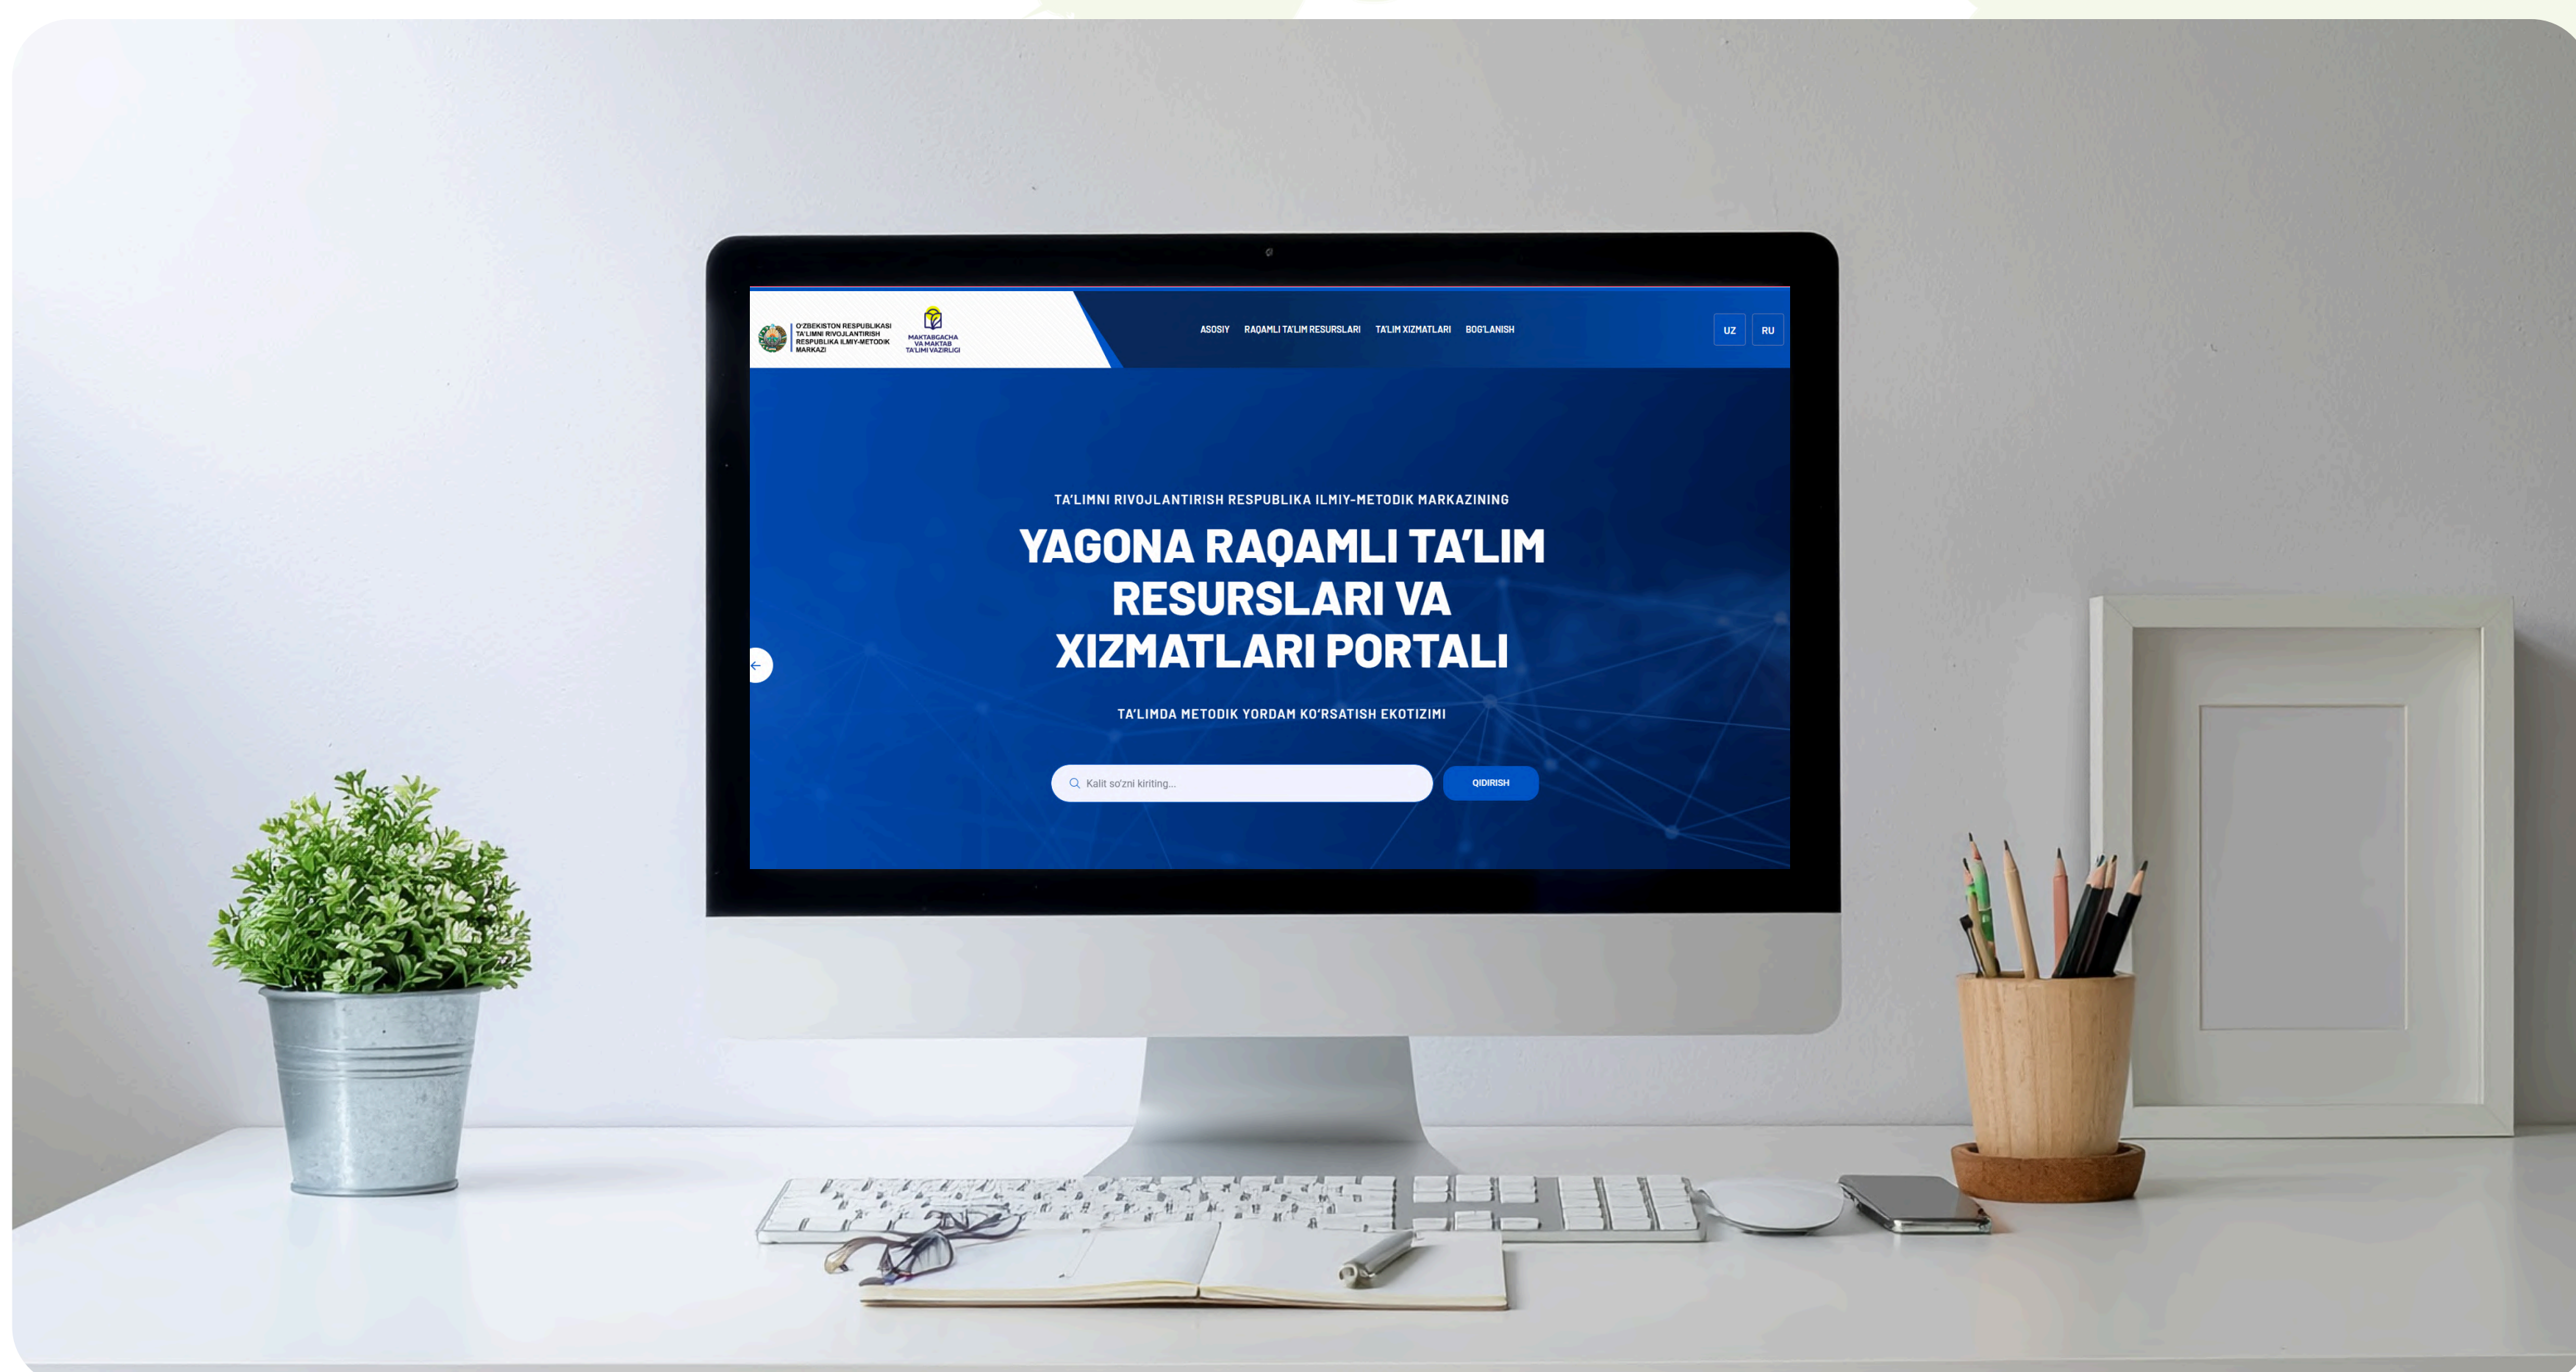 O'ZBEKISTON RESPUBLIKASI
TA'LIMNI RIVOJLANTIRISH
RESPUBLIKA ILMIY-METODIK
MARKAZI
MAKTABGACHA
VA MAKTAB
TA'LIMI VAZIRLIGI
ASOSIY RAQAMLI TA'LIM RESURSLARI TA'LIM XIZMATLARI BOG'LANISH
UZ RU
TA'LIMNI RIVOJLANTIRISH RESPUBLIKA ILMIY-METODIK MARKAZINING
YAGONA RAQAMLI TA'LIM
RESURSLARI VA
XIZMATLARI PORTALI
TA'LIMDA METODIK YORDAM KO'RSATISH EKOTIZIMI
Kalit so'zni kiriting...
QIDIRISH